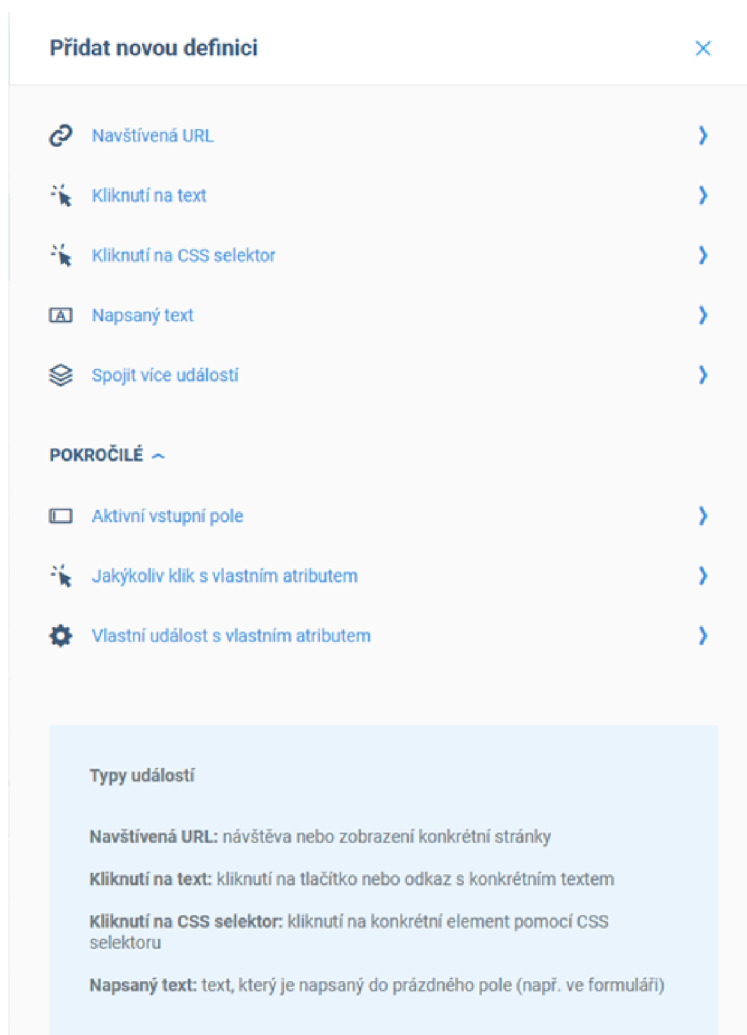 Přidat novou definici
Navštívená URL
Kliknutí na text
Kliknutí na CSS selektor
Napsaný text
Spojit více událostí
POKROČILÉ
Aktivní vstupní pole
Jakýkoliv klik s vlastním atributem
Vlastní událost s vlastním atributem
Typy událostí
Navštívená URL: návštěva nebo zobrazení konkrétní stránky
Kliknutí na text: kliknutí na tlačítko nebo odkaz s konkrétním textem
Kliknutí na CSS selektor: kliknutí na konkrétní element pomocí CSS
selektoru
Napsaný text: text, který je napsaný do prázdného pole (např. ve formuláři)